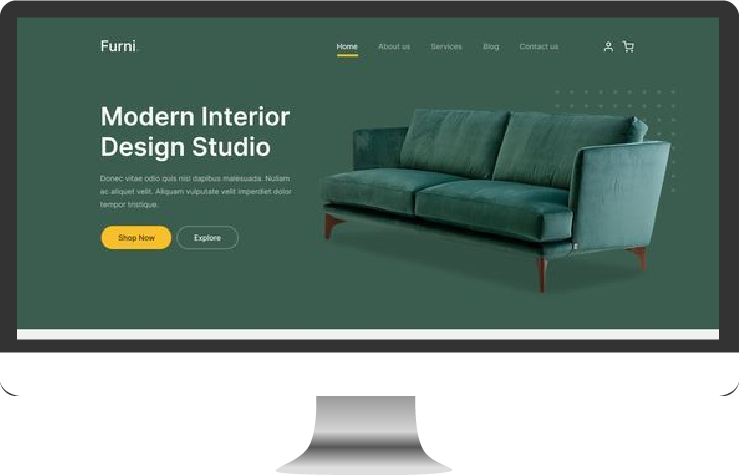 Furni.
Home About us Services Blog Contact us
Modern Interior
Design Studio
Donec vitae odio quis nisl dapibus malesuada. Nullam
ac aliquet velit. Aliquam vulputate velit imperdiet dolor
tempor tristique.
Shop Now Explore